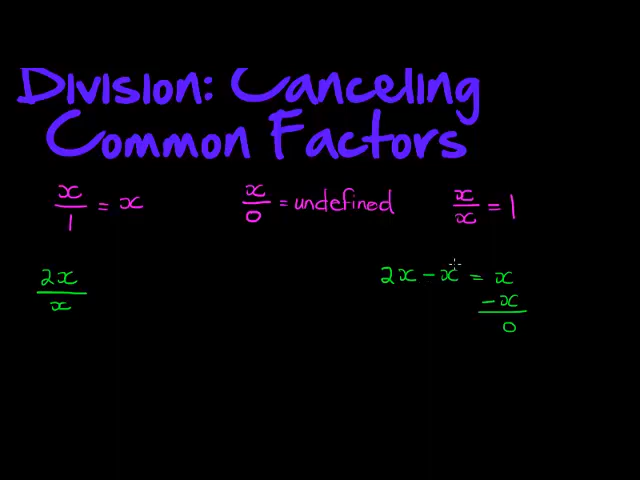 Division: Canceling
Common Factors
x/1 = x
x/0 = undefined
x/x = 1
2x/x
2x - x = x
- x
0